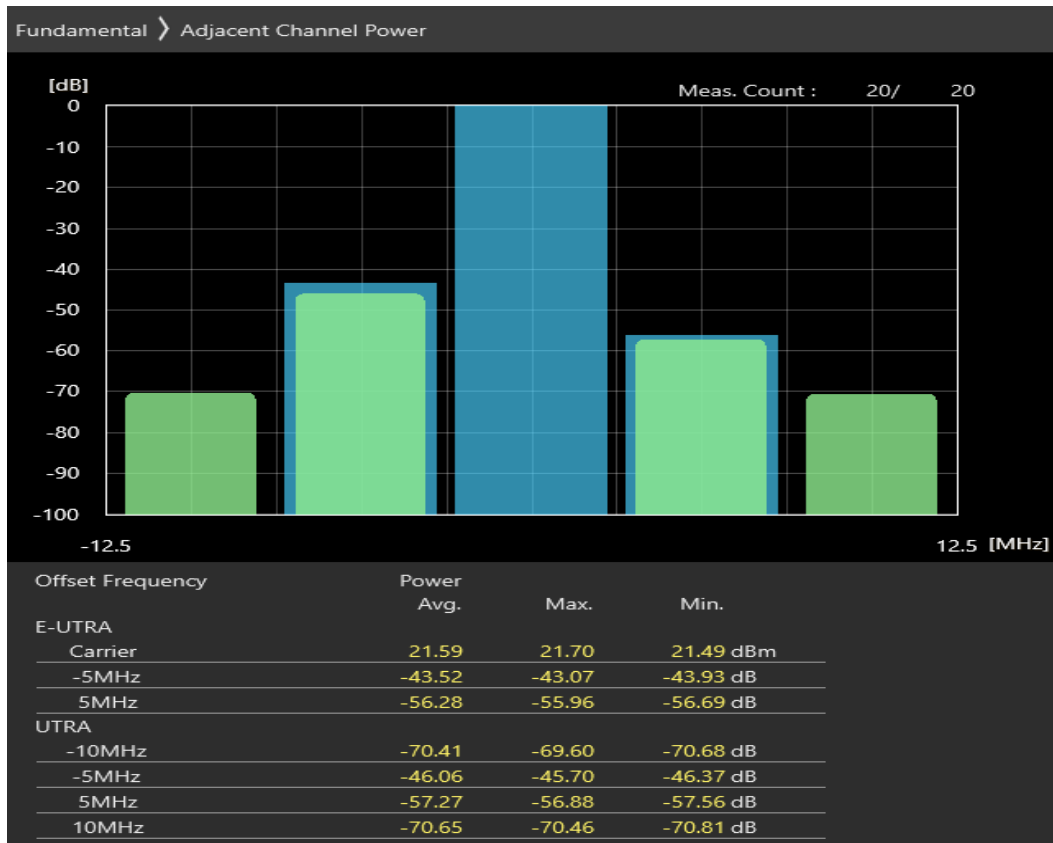 Fundamental 〉 Adjacent Channel Power
[dB]
Meas. Count : 20/ 20
0
-10
-20
-30
-40
-50
-60
-70
-80
-90
-100
-12.5 12.5 [MHz]
Offset Frequency Power
Avg. Max. Min.
E-UTRA
Carrier 21.59 21.70 21.49 dBm
-5MHz -43.52 -43.07 -43.93 dB
5MHz -56.28 -55.96 -56.69 dB
UTRA
-10MHz -70.41 -69.60 -70.68 dB
-5MHz -46.06 -45.70 -46.37 dB
5MHz -57.27 -56.88 -57.56 dB
10MHz -70.65 -70.46 -70.81 dB